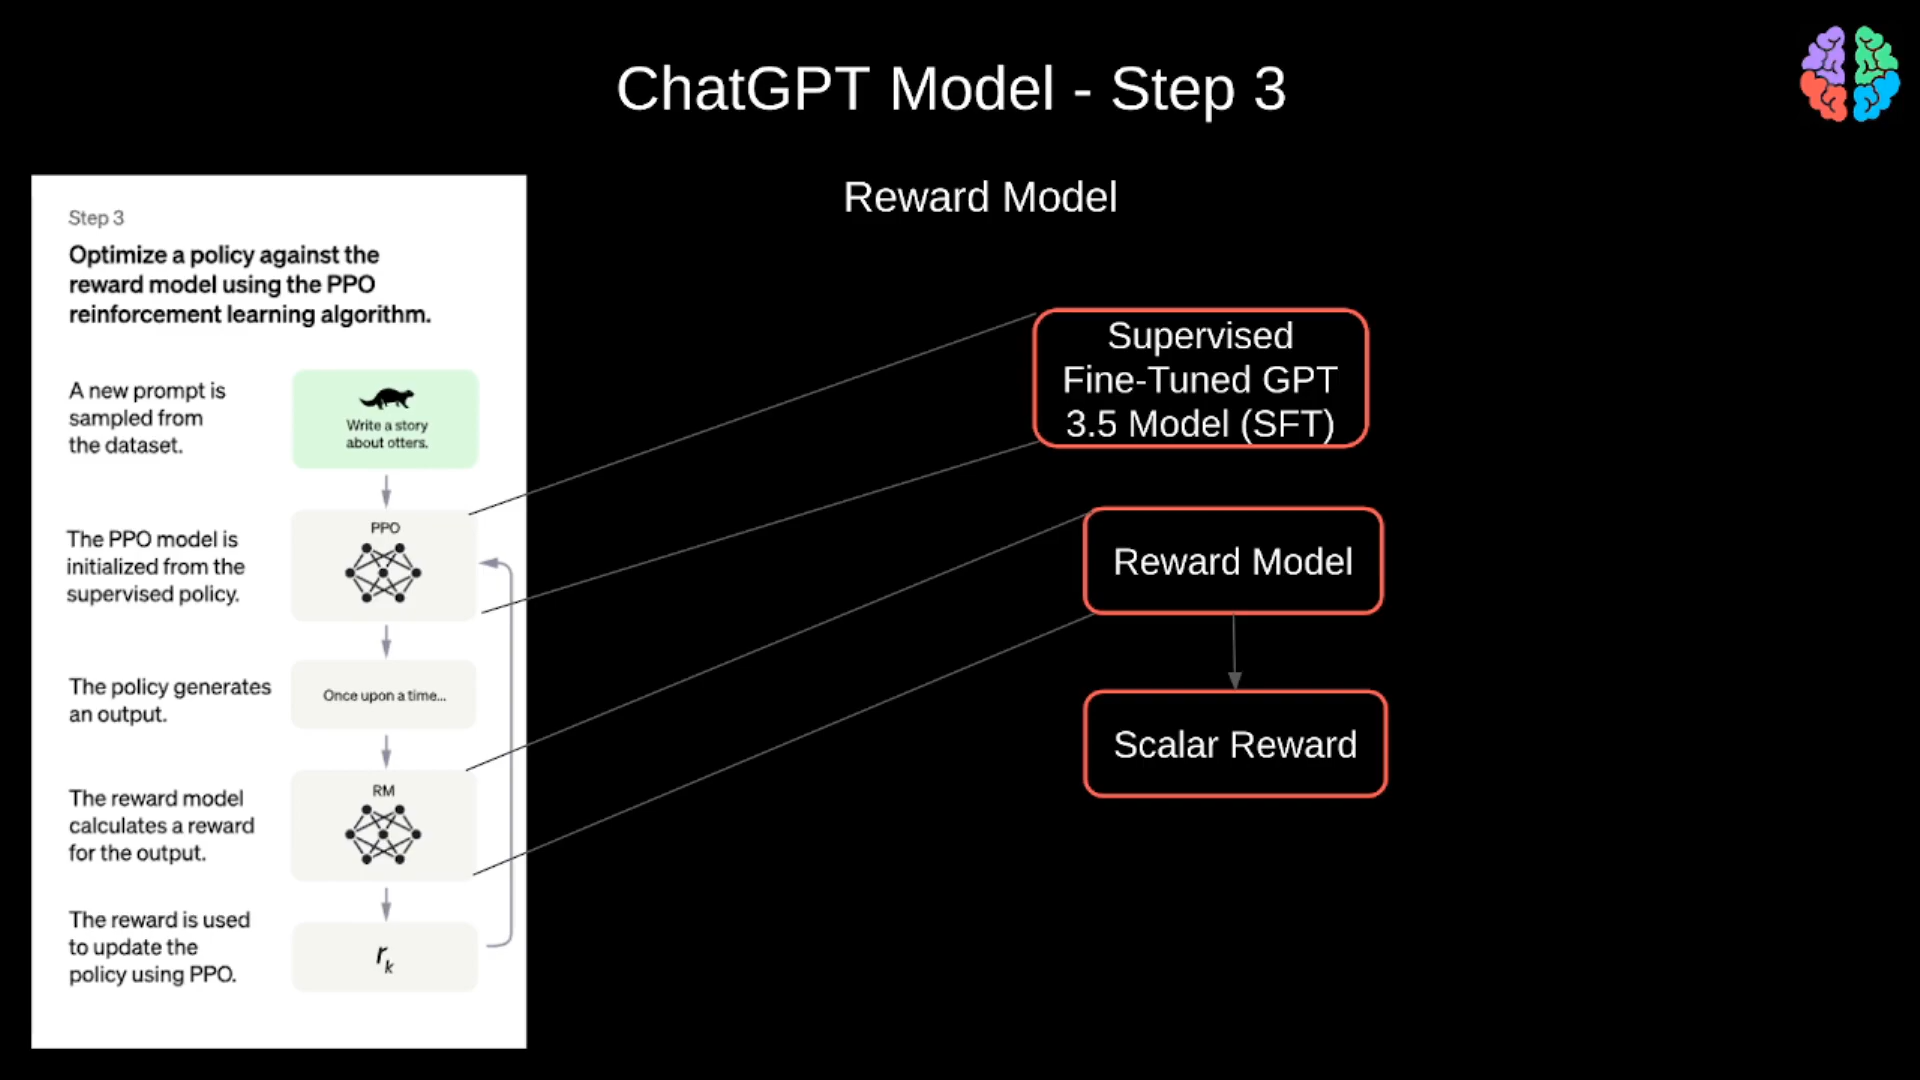 ChatGPT Model - Step 3
Reward Model
Step 3
Optimize a policy against the
reward model using the PPO
reinforcement learning algorithm.
A new prompt is
sampled from
the dataset.
Write a story
about otters.
The PPO model is
initialized from the
supervised policy.
PPO
The policy generates
an output.
Once upon a time...
The reward model
calculates a reward
for the output.
RM
The reward is used
to update the
policy using PPO.
rk
Supervised
Fine-Tuned GPT
3.5 Model (SFT)
Reward Model
Scalar Reward